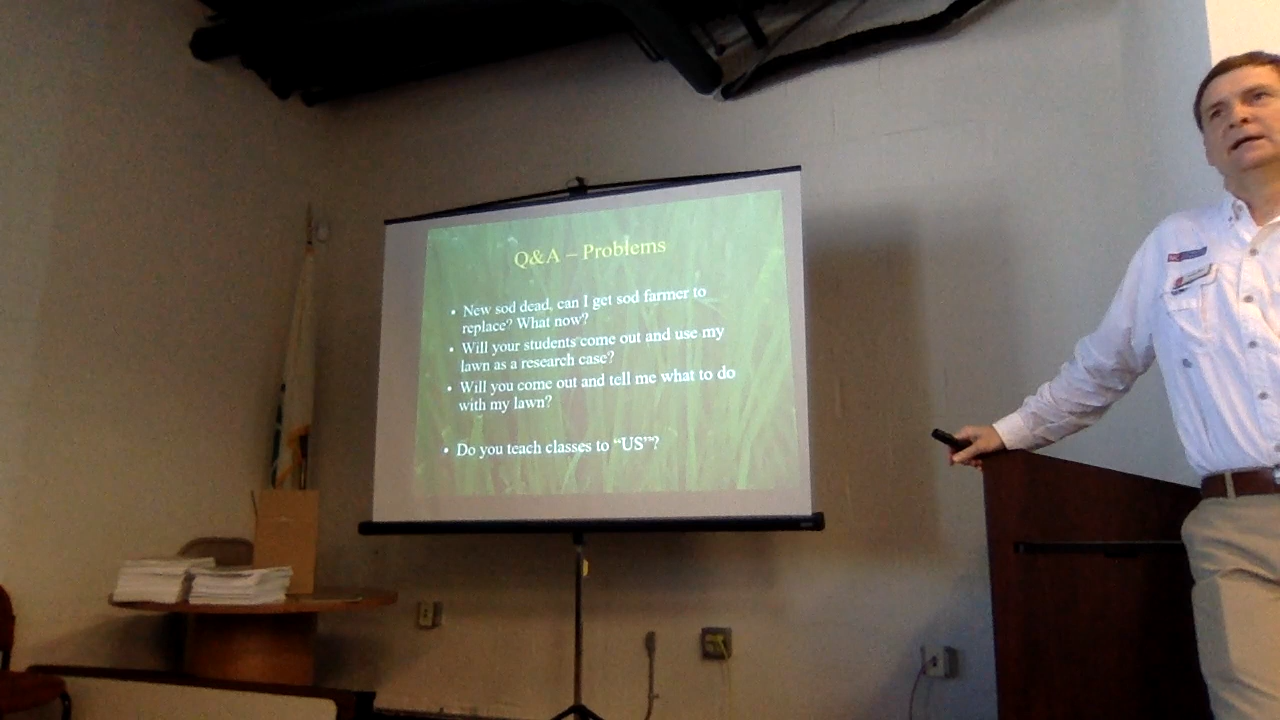 Q&A – Problems
• New sod dead, can I get sod farmer to
replace? What now?
• Will your students come out and use my
lawn as a research case?
• Will you come out and tell me what to do
with my lawn?
• Do you teach classes to “US”?